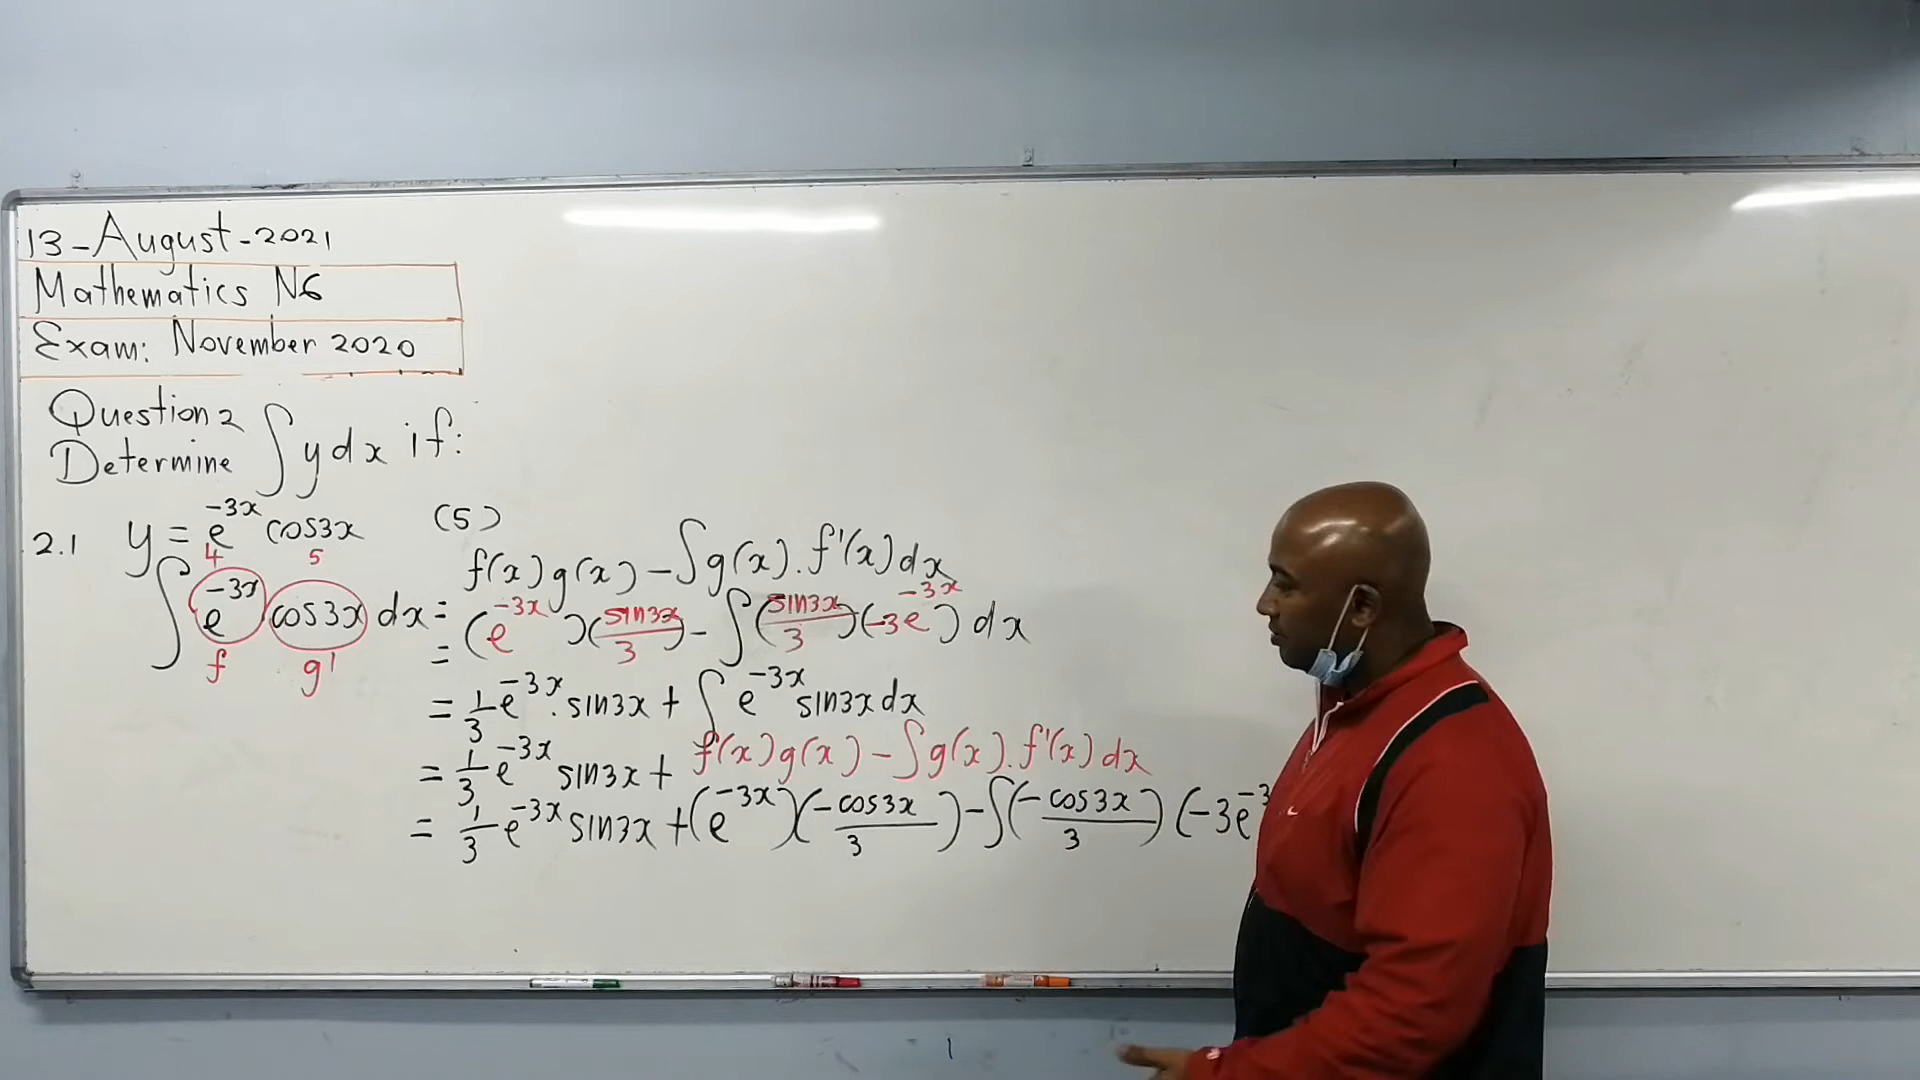 13-August-2021
Mathematics N6
Exam: November 2020
Question 2
Determine ∫ydx if:
2.1 y = e^-3x cos3x (5)
4 5
f(x)g(x) - ∫g(x).f'(x)dx
∫e^-3x cos3x dx = (e^-3x)(sin3x/3) - ∫(sin3x/3)(-3e^-3x) dx
f g'
=
= 1/3 e^-3x . sin3x + ∫e^-3x sin3x dx
= 1/3 e^-3x sin3x + f(x)g(x) - ∫g(x).f'(x)dx
= 1/3 e^-3x sin3x + (e^-3x)(-cos3x/3) - ∫(-cos3x/3)(-3e^-3